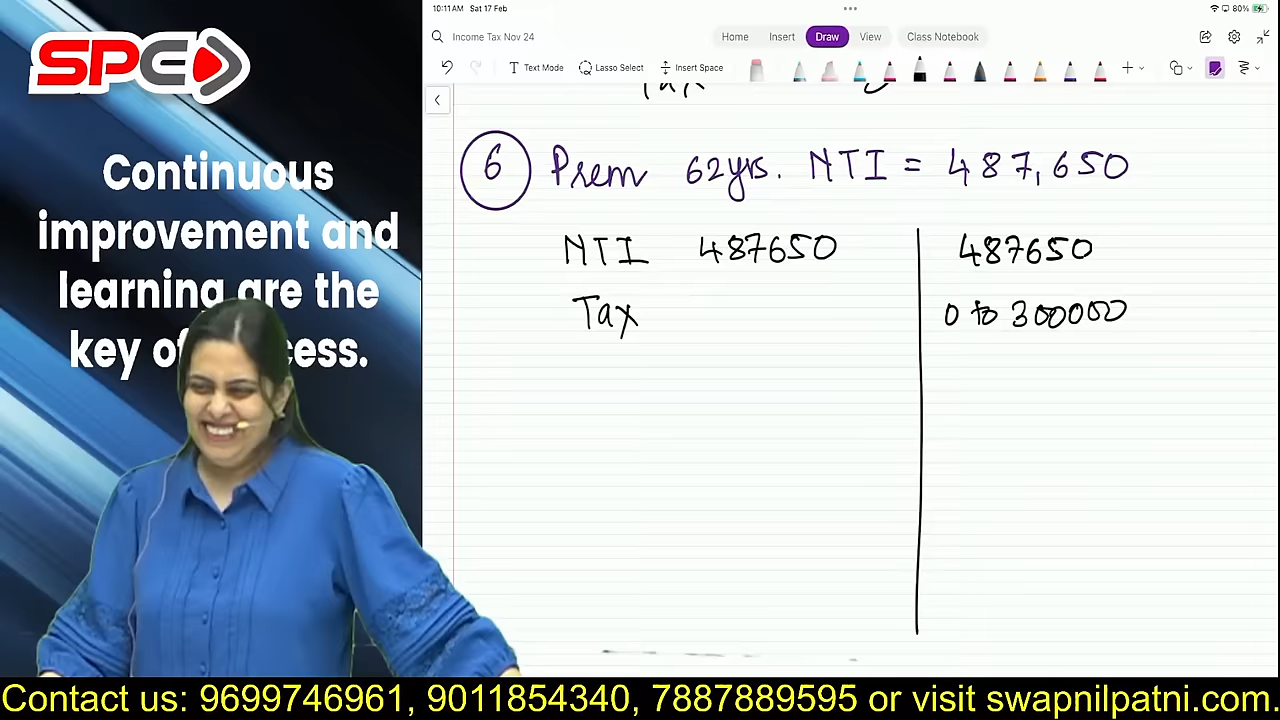 10:11 AM Sat 17 Feb
80%
Income Tax Nov 24
Home Insert Draw View Class Notebook
Text Mode Lasso Select Insert Space
SPE
Continuous
improvement and
learning are the
key of
cess.
Tax
6 Prem 62yrs. NTI = 487,650
NTI 487650 487650
Tax 0 to 300000
Contact us: 9699746961, 9011854340, 7887889595 or visit swapnilpatni.com.